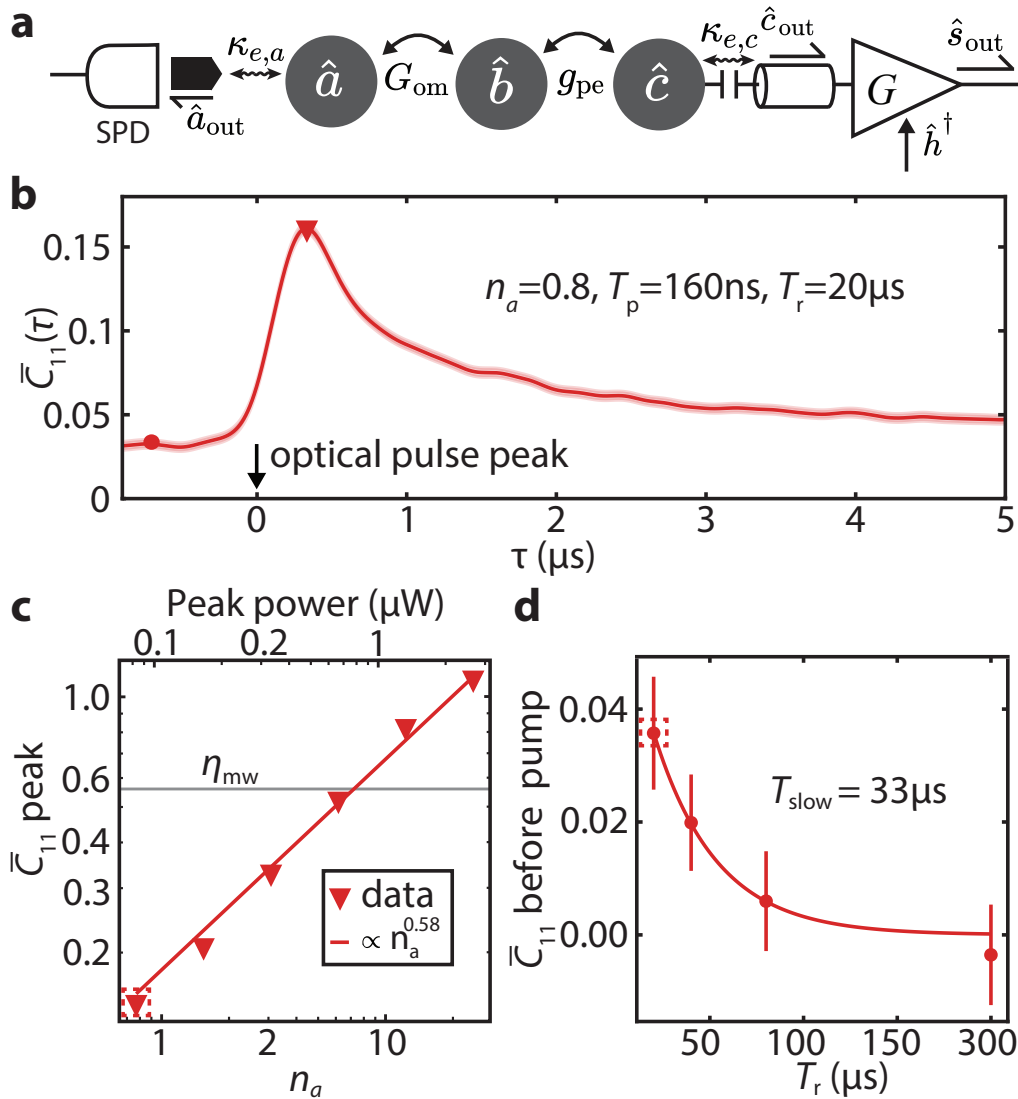 a
κe,a
â
Gom
b̂
gpe
ĉ
κe,c
ĉout
ŝout
G
ĥ†
âout
SPD
b
C̄11(τ)
0.15
0.1
0.05
0
na=0.8, Tp=160ns, Tr=20μs
optical pulse peak
0 1 2 3 4 5
τ (μs)
c
Peak power (μW)
0.1 0.2 1
C̄11 peak
1.0
0.6
0.4
0.3
0.2
ηmw
data
∝ na^0.58
1 2 10
na
d
C̄11 before pump
0.04
0.02
0.00
Tslow = 33μs
50 100 150 300
Tr (μs)